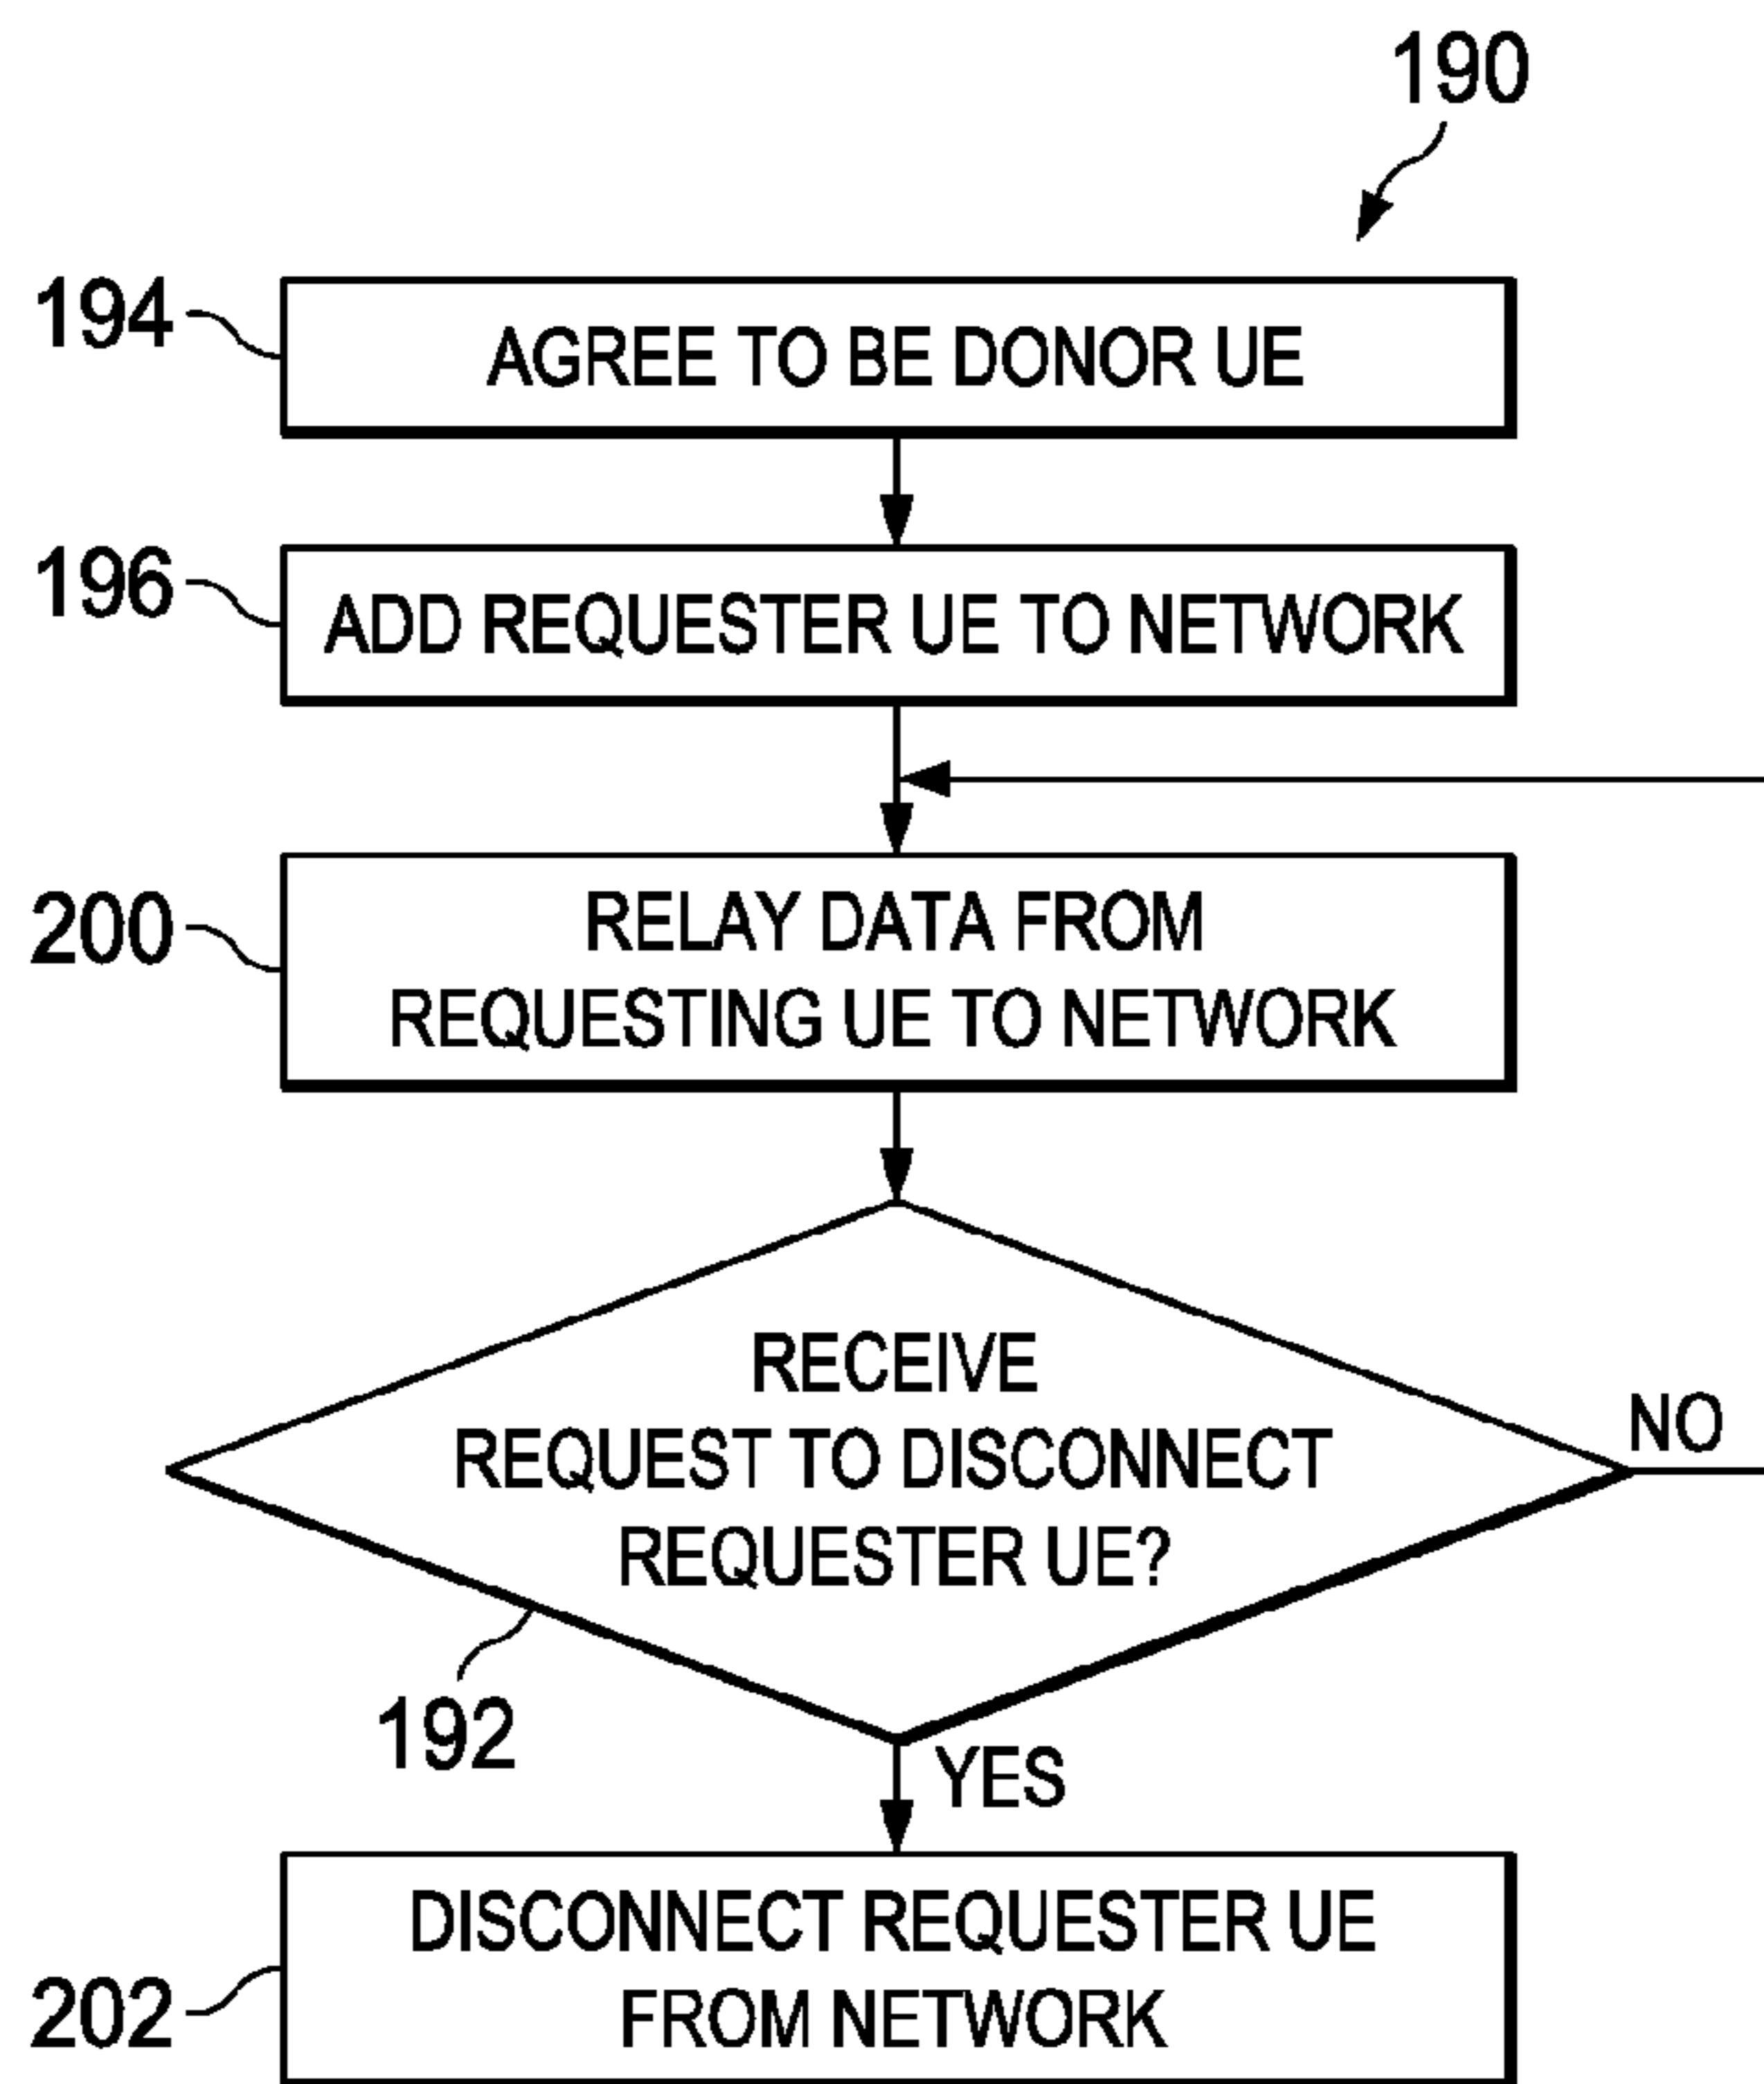 190
194
AGREE TO BE DONOR UE
196
ADD REQUESTER UE TO NETWORK
200
RELAY DATA FROM
REQUESTING UE TO NETWORK
RECEIVE
REQUEST TO DISCONNECT
REQUESTER UE?
NO
192
YES
202
DISCONNECT REQUESTER UE
FROM NETWORK